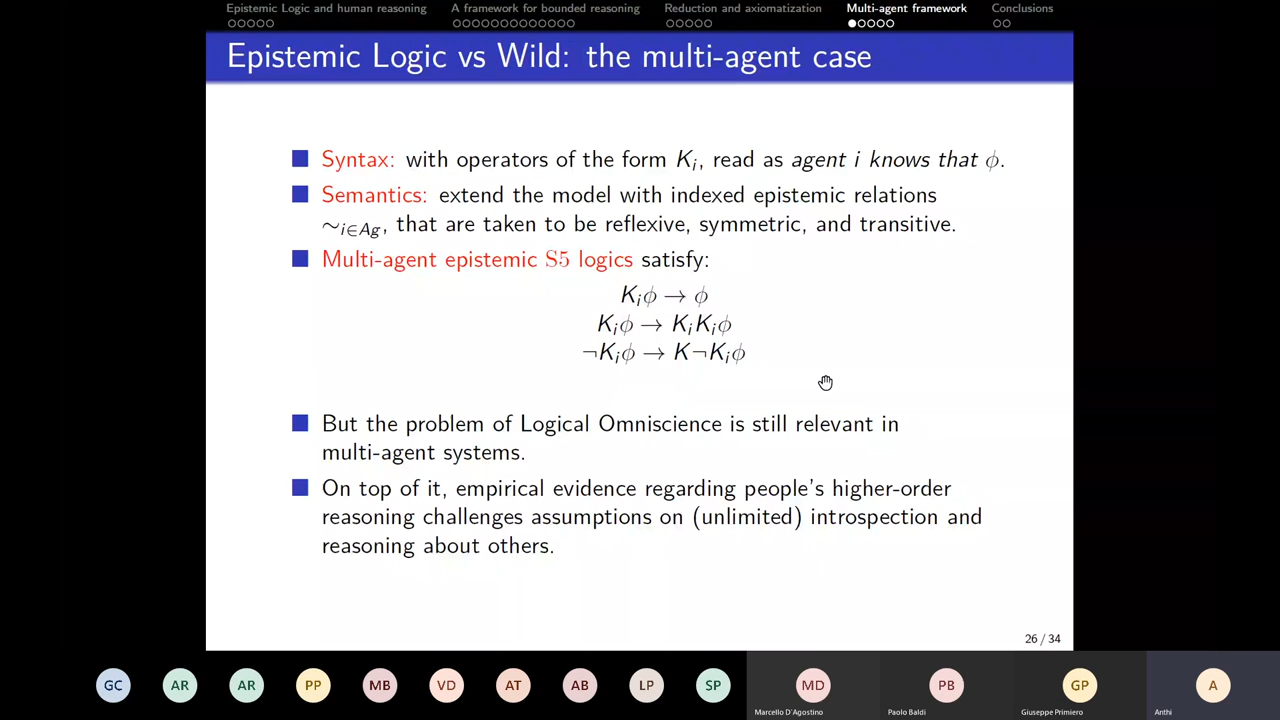 Epistemic Logic and human reasoning A framework for bounded reasoning Reduction and axiomatization Multi-agent framework Conclusions
Epistemic Logic vs Wild: the multi-agent case
Syntax: with operators of the form Kᵢ, read as agent i knows that ϕ.
Semantics: extend the model with indexed epistemic relations
∼i∈Ag, that are taken to be reflexive, symmetric, and transitive.
Multi-agent epistemic S5 logics satisfy:
Kᵢϕ → ϕ
Kᵢϕ → KᵢKᵢϕ
¬Kᵢϕ → K¬Kᵢϕ
But the problem of Logical Omniscience is still relevant in
multi-agent systems.
On top of it, empirical evidence regarding people's higher-order
reasoning challenges assumptions on (unlimited) introspection and
reasoning about others.
26 / 34
GC AR AR PP MB VD AT AB LP SP MD PB GP A
Marcello D'Agostino Paolo Baldi Giuseppe Primiero Anthi